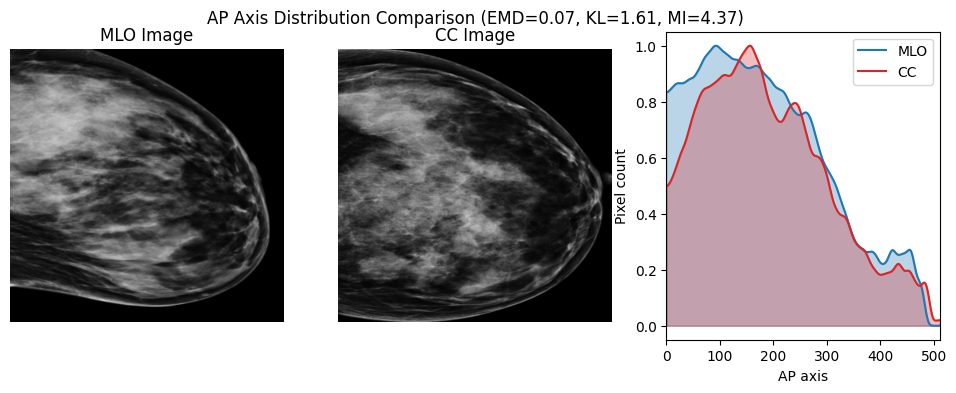 AP Axis Distribution Comparison (EMD=0.07, KL=1.61, MI=4.37)
MLO Image
CC Image
MLO
CC
1.0
0.8
0.6
0.4
0.2
0.0
Pixel count
0 100 200 300 400 500
AP axis